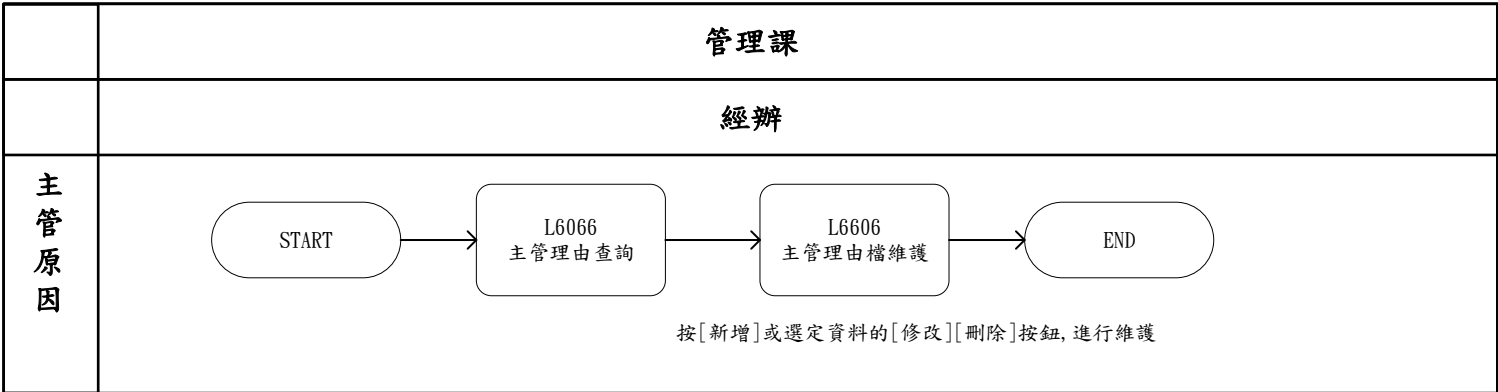 管理課
經辦
主管原因
START
L6066
主管理由查詢
L6606
主管理由檔維護
END
按[新增]或選定資料的[修改][刪除]按鈕,進行維護